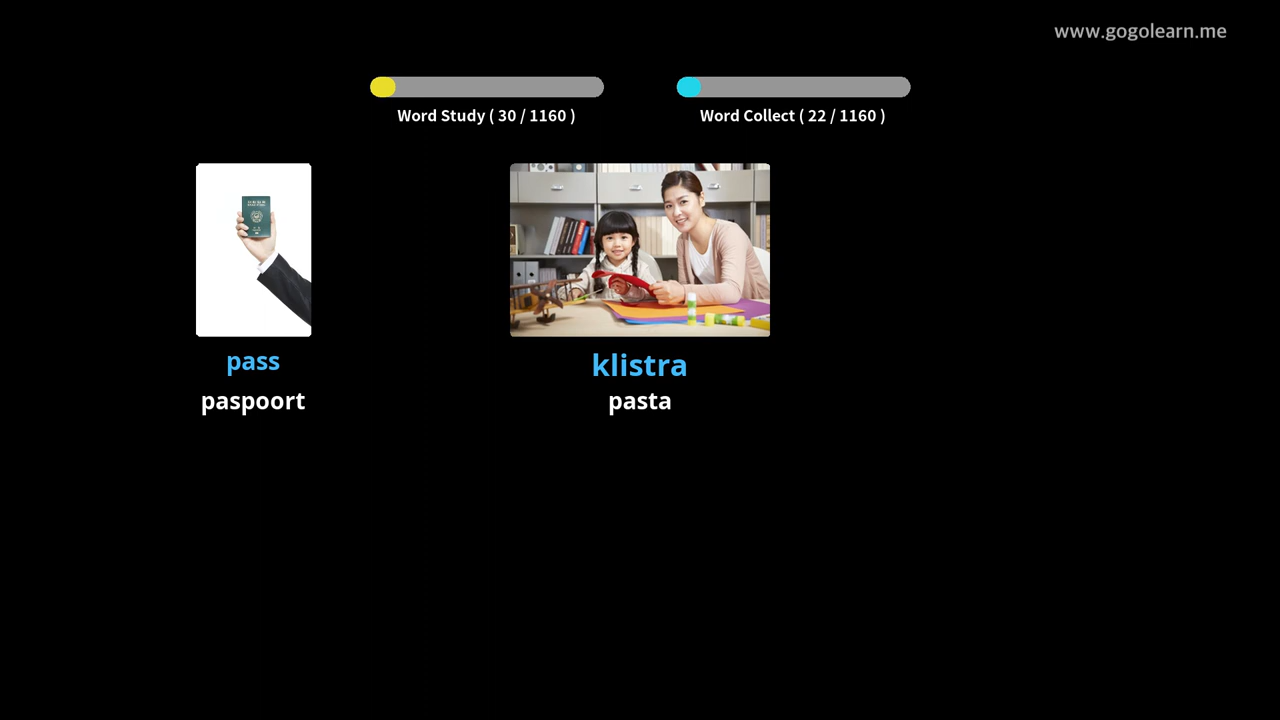 www.gogolearn.me
Word Study ( 30 / 1160 )
Word Collect ( 22 / 1160 )
pass
paspoort
klistra
pasta